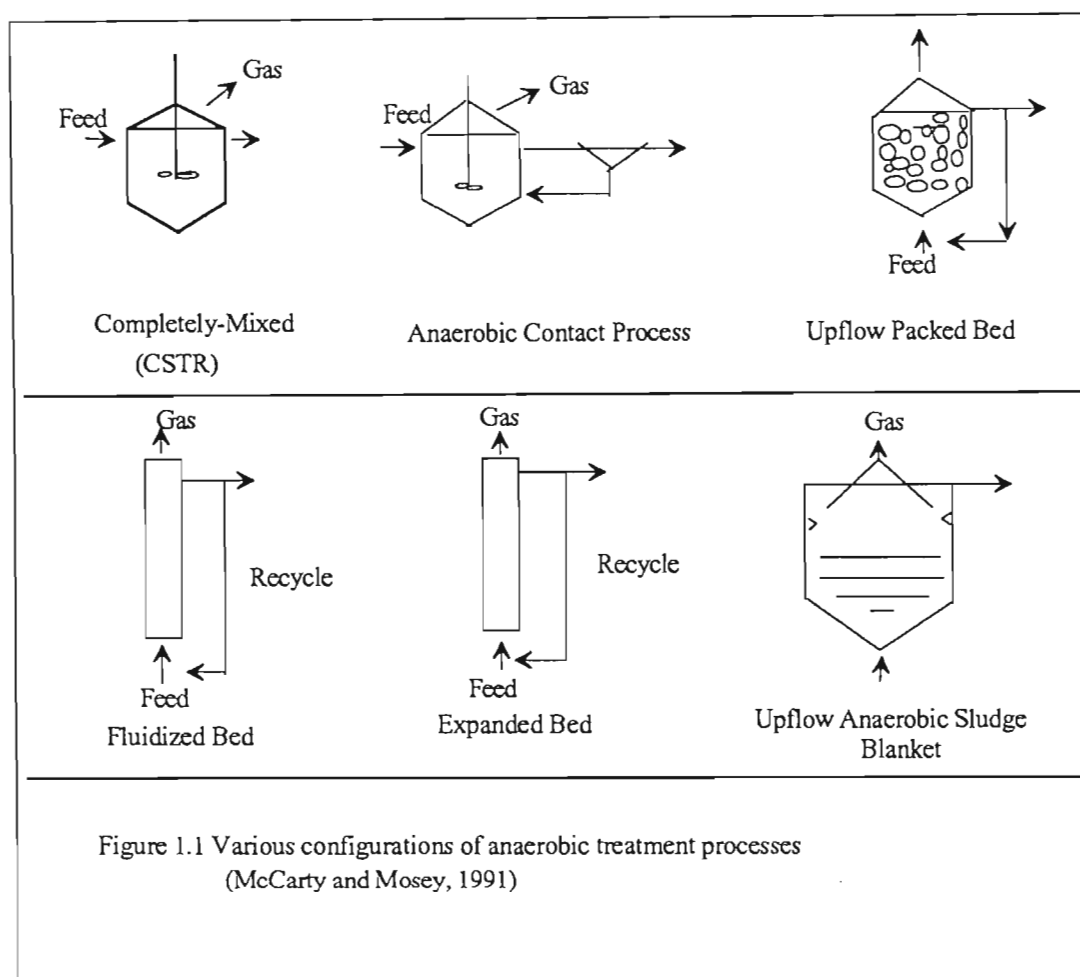 Gas
Feed
Completely-Mixed
(CSTR)
Gas
Feed
Anaerobic Contact Process
Feed
Upflow Packed Bed
Gas
Recycle
Feed
Fluidized Bed
Gas
Recycle
Feed
Expanded Bed
Gas
Upflow Anaerobic Sludge
Blanket
Figure 1.1 Various configurations of anaerobic treatment processes
(McCarty and Mosey, 1991)